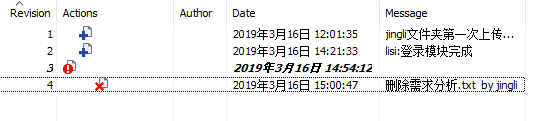 Revision Actions Author Date Message
1 2019年3月16日 12:01:35 jingli文件夹第一次上传...
2 2019年3月16日 14:21:33 lisi:登录模块完成
3 2019年3月16日 14:54:12
4 2019年3月16日 15:00:47 删除需求分析.txt by jingli